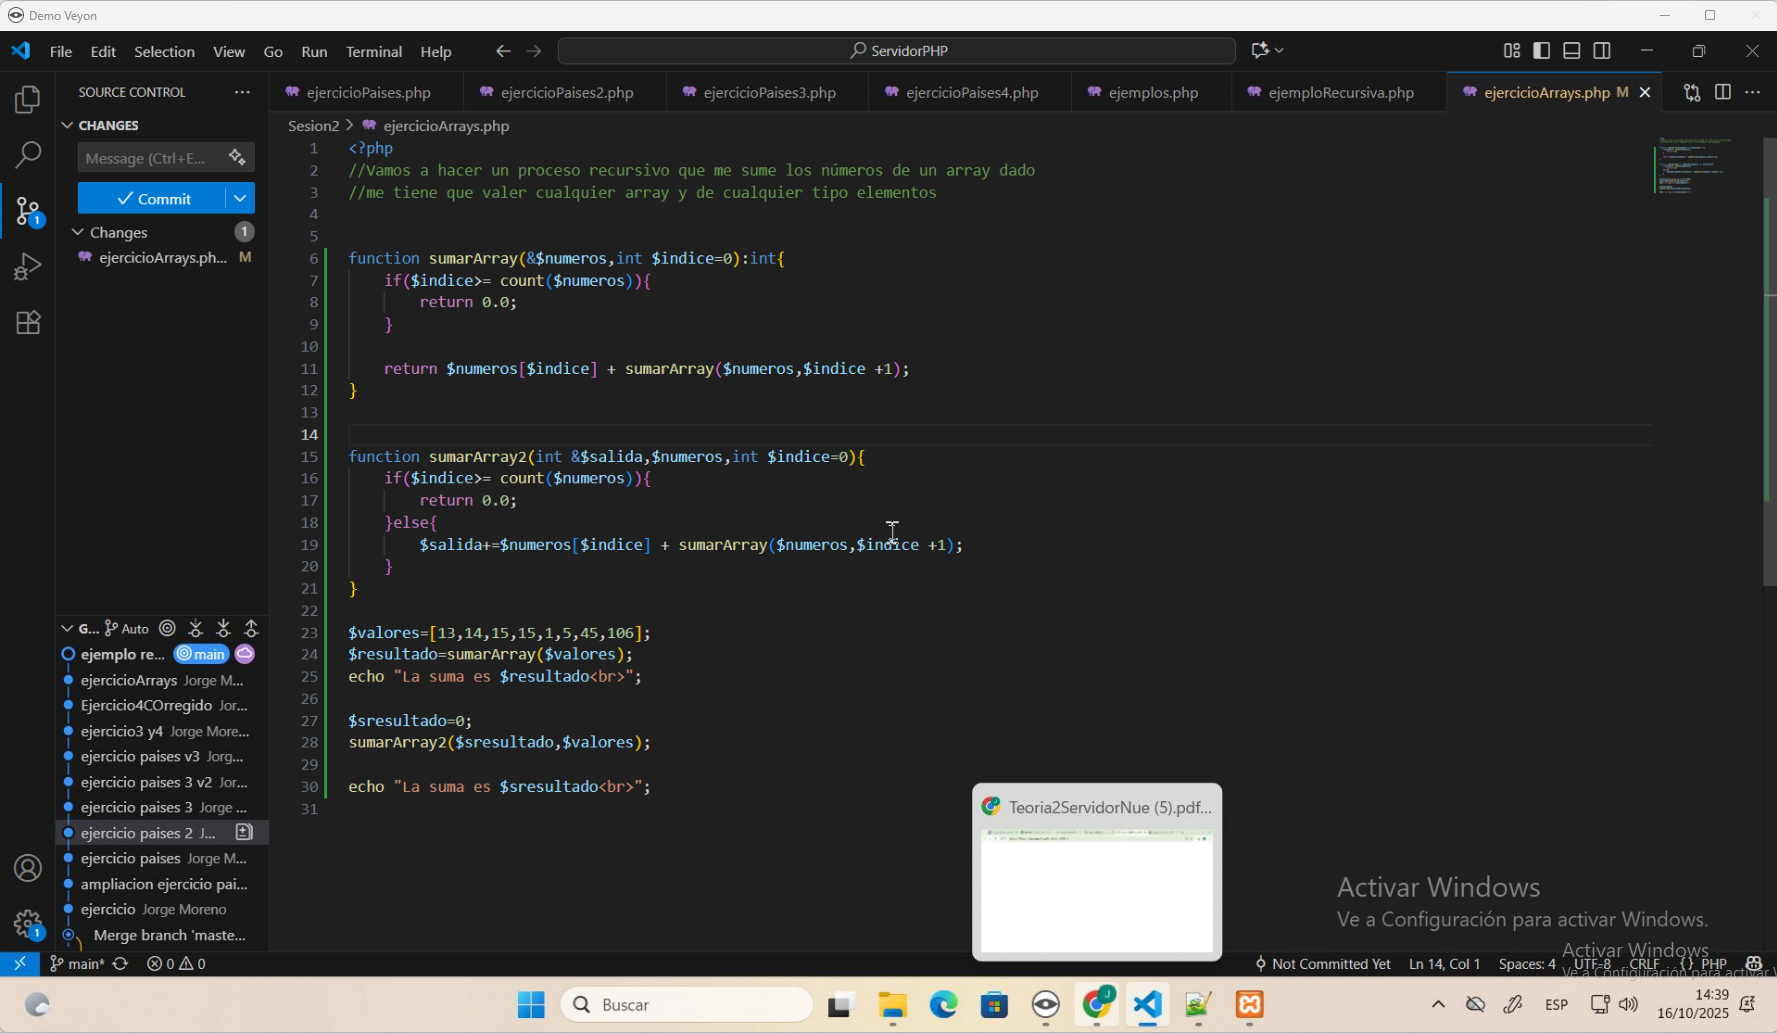 Demo Veyon
File Edit Selection View Go Run Terminal Help
ServidorPHP
SOURCE CONTROL
ejercicioPaises.php
ejercicioPaises2.php
ejercicioPaises3.php
ejercicioPaises4.php
ejemplos.php
ejemploRecursiva.php
ejercicioArrays.php M
CHANGES
Message (Ctrl+E...
Commit
Changes 1
ejercicioArrays.ph... M
Sesion2 > ejercicioArrays.php
1 <?php
2 //Vamos a hacer un proceso recursivo que me sume los números de un array dado
3 //me tiene que valer cualquier array y de cualquier tipo elementos
4
5
6 function sumarArray(&$numeros,int $indice=0):int{
7 if($indice>= count($numeros)){
8 return 0.0;
9 }
10
11 return $numeros[$indice] + sumarArray($numeros,$indice +1);
12 }
13
14
15 function sumarArray2(int &$salida,$numeros,int $indice=0){
16 if($indice>= count($numeros)){
17 return 0.0;
18 }else{
19 $salida+=$numeros[$indice] + sumarArray($numeros,$indice +1);
20 }
21 }
22
23 $valores=[13,14,15,15,1,5,45,106];
24 $resultado=sumarArray($valores);
25 echo "La suma es $resultado<br>";
26
27 $sresultado=0;
28 sumarArray2($sresultado,$valores);
29
30 echo "La suma es $sresultado<br>";
31
G... Auto
ejemplo re... main
ejercicioArrays Jorge M...
Ejercicio4COrregido Jor...
ejercicio3 y4 Jorge More...
ejercicio paises v3 Jorg...
ejercicio paises 3 v2 Jor...
ejercicio paises 3 Jorge ...
ejercicio paises 2 J...
ejercicio paises Jorge M...
ampliacion ejercicio pai...
ejercicio Jorge Moreno
Merge branch 'maste...
Teoria2ServidorNue (5).pdf...
Activar Windows
Ve a Configuración para activar Windows.
Activar Windows
Ve a Configuración para activar
1
1
main* 0 0
Not Committed Yet Ln 14, Col 1 Spaces: 4 UTF-8 CRLF {} PHP
Buscar
J
ESP
14:39
16/10/2025